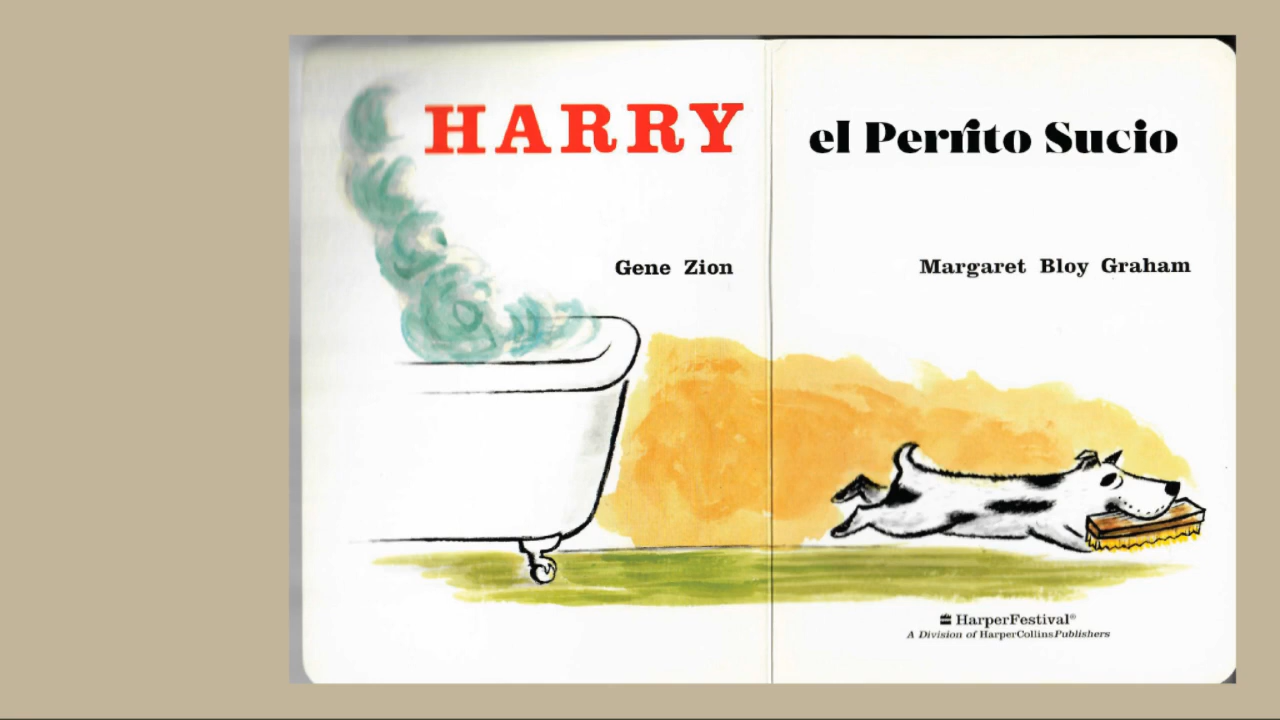 HARRY
el Perrito Sucio
Gene Zion
Margaret Bloy Graham
HarperFestival®
A Division of HarperCollinsPublishers